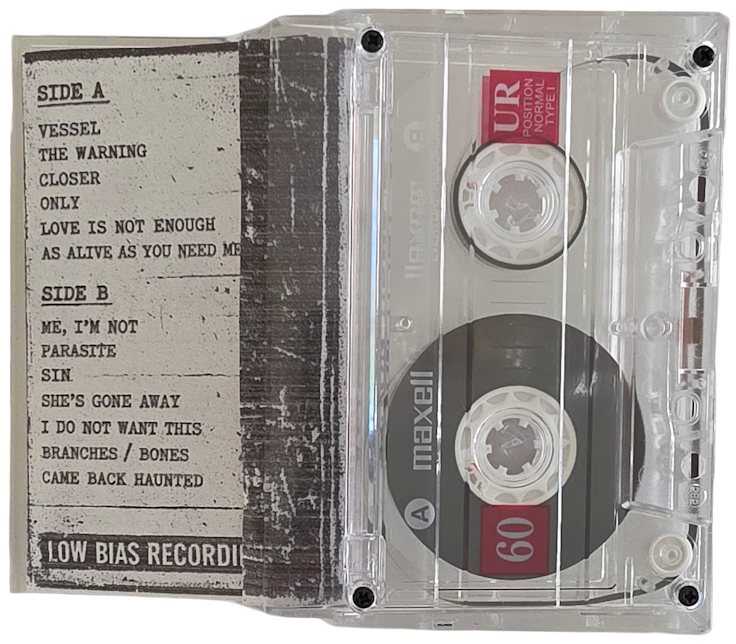 SIDE A
VESSEL
THE WARNING
CLOSER
ONLY
LOVE IS NOT ENOUGH
AS ALIVE AS YOU NEED ME
SIDE B
ME, I'M NOT
PARASITE
SIN
SHE'S GONE AWAY
I DO NOT WANT THIS
BRANCHES / BONES
CAME BACK HAUNTED
LOW BIAS RECORDI
UR
POSITION
NORMAL
TYPE I
A maxell
60